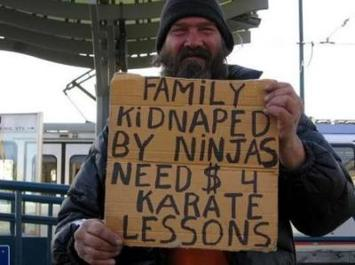 FAMILY
KIDNAPED
BY NINJAS
NEED $ 4
KARATE
LESSONS